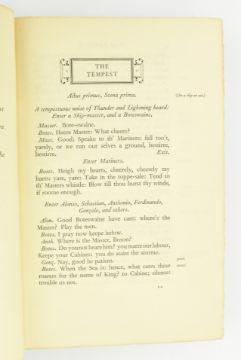 THE
TEMPEST
Actus primus, Scena prima.
A tempestuous noise of Thunder and Lightning heard:
Enter a Ship-master, and a Boteswaine.
Master. Bote-swaine.
Botes. Heere Master: What cheere?
Mast. Good: Speake to th' Mariners: fall too't,
yarely, or we run our selves a ground, bestirre,
bestirre. Exit.
Enter Mariners.
Botes. Heigh my hearts, cheerely, cheerely my
harts: yare, yare: Take in the toppe-sale: Tend to
th' Masters whistle: Blow till thou burst thy winde,
if roome enough.
Enter Alonso, Sebastian, Anthonio, Ferdinando,
Gonzalo, and others.
Alon. Good Boteswaine have care: where's the
Master? Play the men.
Botes. I pray now keepe below.
Anth. Where is the Master, Boson?
Botes. Do you not heare him? you marre our labour,
Keepe your Cabines: you do assist the storme.
Gonz. Nay, good be patient.
Botes. When the Sea is: hence, what cares these
roarers for the name of King? to Cabine; silence:
trouble us not.